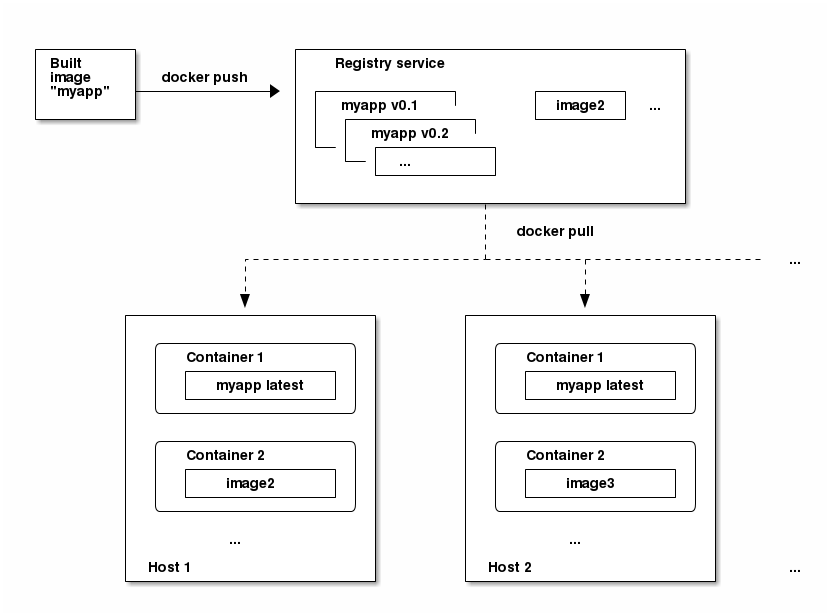 Built
image
"myapp"
docker push
Registry service
myapp v0.1
myapp v0.2
...
image2
...
docker pull
...
Container 1
myapp latest
Container 2
image2
...
Host 1
Container 1
myapp latest
Container 2
image3
...
Host 2
...